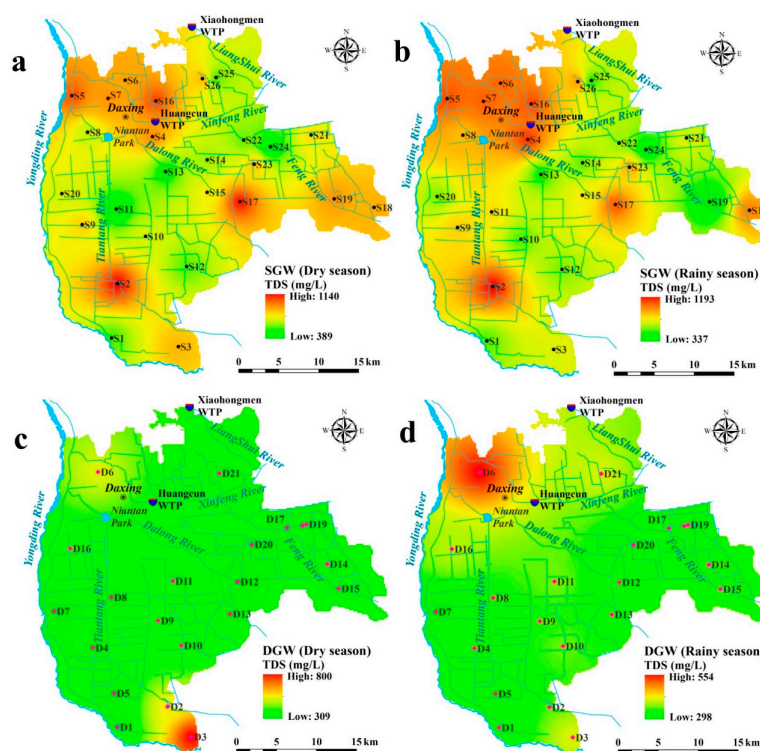 a
Xiaohongmen
WTP
N
W E
S
LiangShui River
S25
S26
S6
S5
S7
S16
Daxing
Huangcun
WTP
Xinfeng River
S8
Niuntan
Park
S4
Dalong River
S22
S21
S24
Yongding River
S14
S23
Feng River
S13
S20
S15
S17
S19
S18
S11
Tiantang River
S9
S10
S12
S2
SGW (Dry season)
TDS (mg/L)
High: 1140
Low: 389
S1
S3
0 5 10 15 km
b
Xiaohongmen
WTP
N
W E
S
LiangShui River
S25
S26
S6
S5
S7
S16
Daxing
Huangcun
WTP
Xinfeng River
S8
Niuntan
Park
S4
Dalong River
S22
S21
S24
Yongding River
S14
S23
Feng River
S13
S20
S15
S17
S19
S1
S11
Tiantang River
S9
S10
S12
S2
SGW (Rainy season)
TDS (mg/L)
High: 1193
Low: 337
S1
S3
0 5 10 15 km
c
Xiaohongmen
WTP
N
W E
S
LiangShui River
D6
D21
Daxing
Huangcun
WTP
Xinfeng River
Niuntan
Park
D17
D19
Dalong River
Yongding River
D16
D20
Feng River
D14
D11
D12
D15
D8
D7
Tiantang River
D9
D13
D4
D10
DGW (Dry season)
TDS (mg/L)
High: 800
Low: 309
D5
D2
D1
D3
0 5 10 15 km
d
Xiaohongmen
WTP
N
W E
S
LiangShui River
D6
D21
Daxing
Huangcun
WTP
Xinfeng River
Niuntan
Park
D17
D19
Dalong River
Yongding River
D16
D20
Feng River
D14
D11
D12
D15
D8
D7
Tiantang River
D9
D13
D4
D10
DGW (Rainy season
TDS (mg/L)
High: 554
Low: 298
D5
D2
D1
D3
0 5 10 15 km